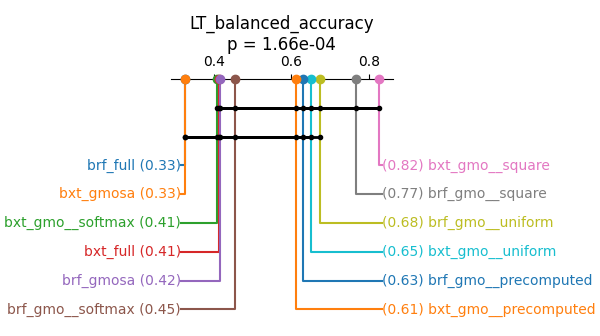 LT_balanced_accuracy
p = 1.66e-04
0.4 0.6 0.8
brf_full (0.33) (0.82) bxt_gmo__square
bxt_gmosa (0.33) (0.77) brf_gmo__square
bxt_gmo__softmax (0.41) (0.68) brf_gmo__uniform
bxt_full (0.41) (0.65) bxt_gmo__uniform
brf_gmosa (0.42) (0.63) brf_gmo__precomputed
brf_gmo__softmax (0.45) (0.61) bxt_gmo__precomputed